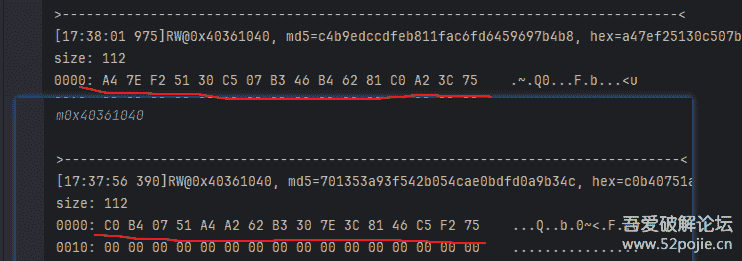 >-----------------------------------------------------------------------------<
[17:38:01 975]RW@0x40361040, md5=c4b9edccdfeb811fac6fd6459697b4b8, hex=a47ef25130c507b
size: 112
0000: A4 7E F2 51 30 C5 07 B3 46 B4 62 81 C0 A2 3C 75    .~.Q0...F.b...<u
m0x40361040
>-----------------------------------------------------------------------------<
[17:37:56 390]RW@0x40361040, md5=701353a93f542b054cae0bdfd0a9b34c, hex=c0b40751a
size: 112
0000: C0 B4 07 51 A4 A2 62 B3 30 7E 3C 81 46 C5 F2 75    ...Q..b.0~<.F..u
0010: 00 00 00 00 00 00 00 00 00 00 00 00 00 00 00 00    ................
吾爱破解论坛
www.52pojie.cn